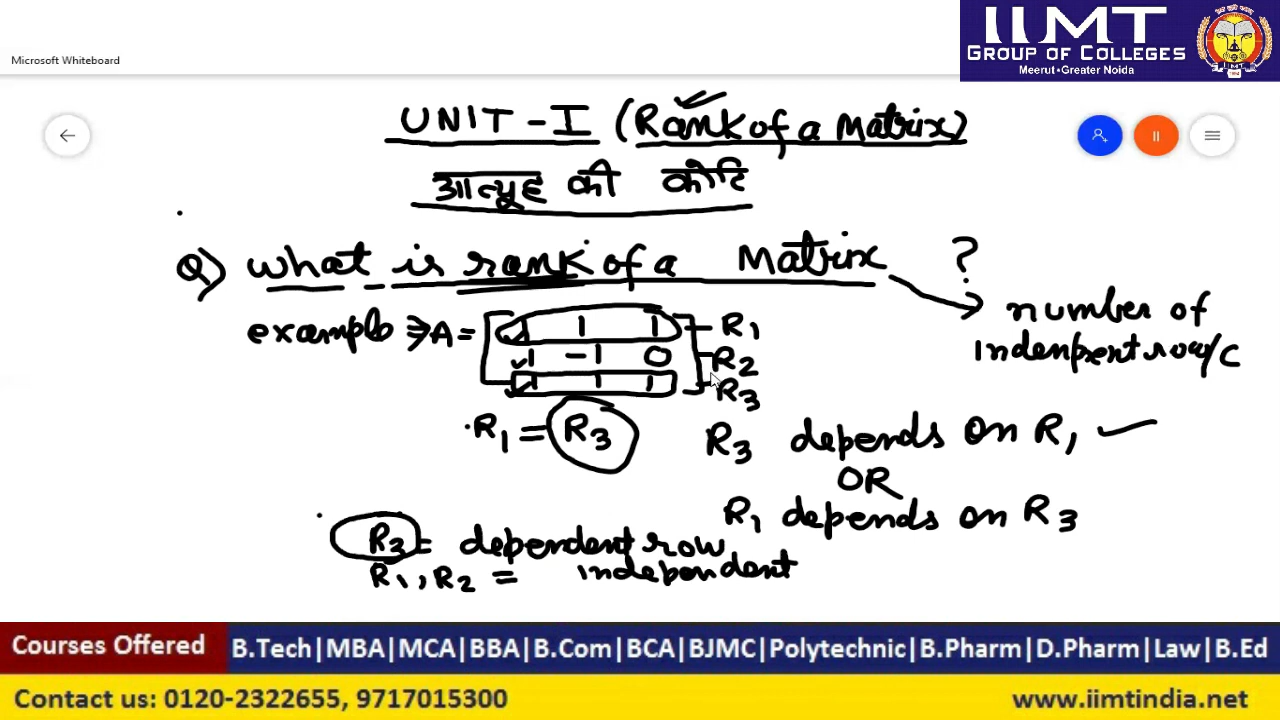 IIMT
GROUP OF COLLEGES
Meerut•Greater Noida
Microsoft Whiteboard
UNIT-I (Rank of a Matrix)
आव्यूह की कोटि
Q) what is rank of a Matrix ?
number of
Indenpxent row/C
example ⇒ A = [ 1 1 1 — R1
1 -1 0 R2
1 1 1 ] R3
R1 = R3
R3 depends on R1 ✓
OR
R1 depends on R3
R3 = dependent row
R1, R2 = independent
Courses Offered B.Tech|MBA|MCA|BBA|B.Com|BCA|BJMC|Polytechnic|B.Pharm|D.Pharm|Law|B.Ed
Contact us: 0120-2322655, 9717015300 www.iimtindia.net